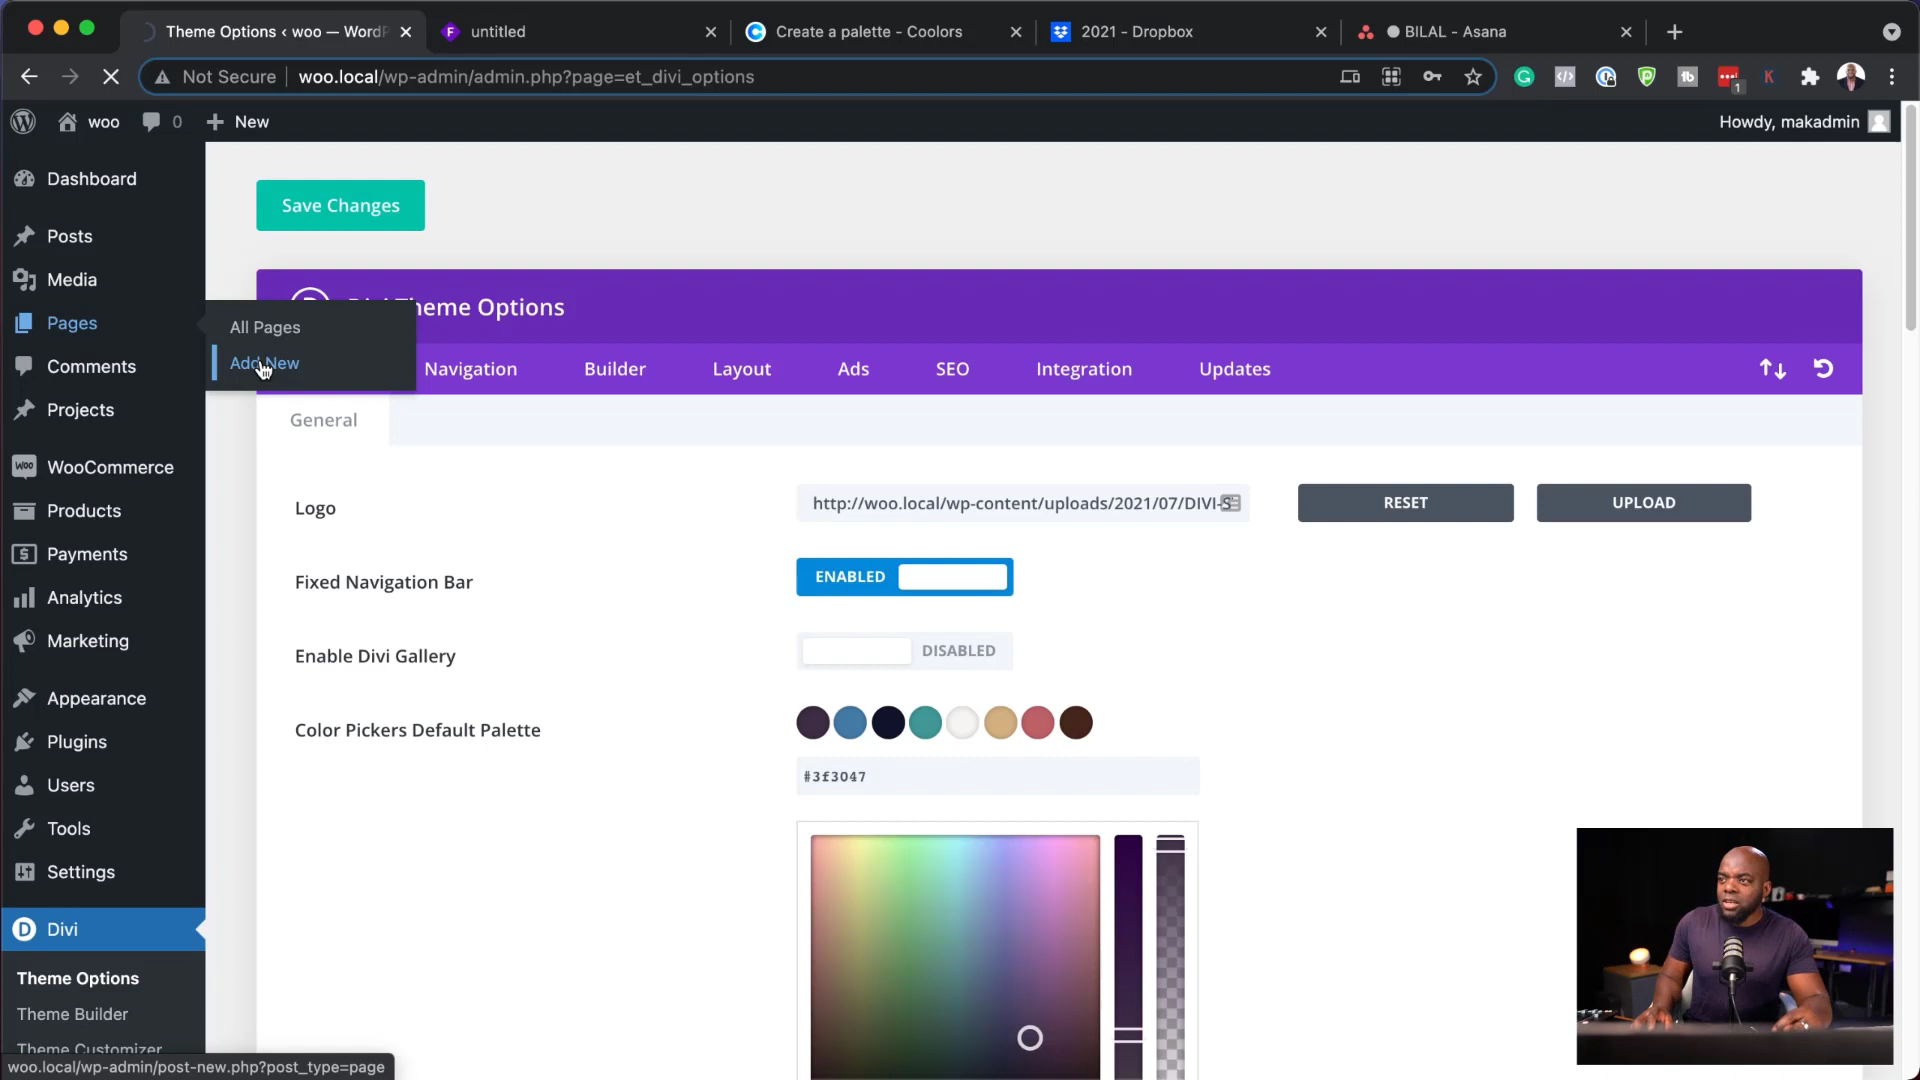 Theme Options ‹ woo — WordP
untitled
Create a palette - Coolors
2021 - Dropbox
BILAL - Asana
Not Secure
woo.local/wp-admin/admin.php?page=et_divi_options
1
woo
0
New
Howdy, makadmin
Dashboard
Posts
Media
Pages
All Pages
Add New
Comments
Projects
WooCommerce
Products
Payments
Analytics
Marketing
Appearance
Plugins
Users
Tools
Settings
Divi
Theme Options
Theme Builder
Theme Customizer
woo.local/wp-admin/post-new.php?post_type=page
Save Changes
Divi Theme Options
Navigation
Builder
Layout
Ads
SEO
Integration
Updates
General
Logo
http://woo.local/wp-content/uploads/2021/07/DIVI-S
RESET
UPLOAD
Fixed Navigation Bar
ENABLED
Enable Divi Gallery
DISABLED
Color Pickers Default Palette
#3f3047